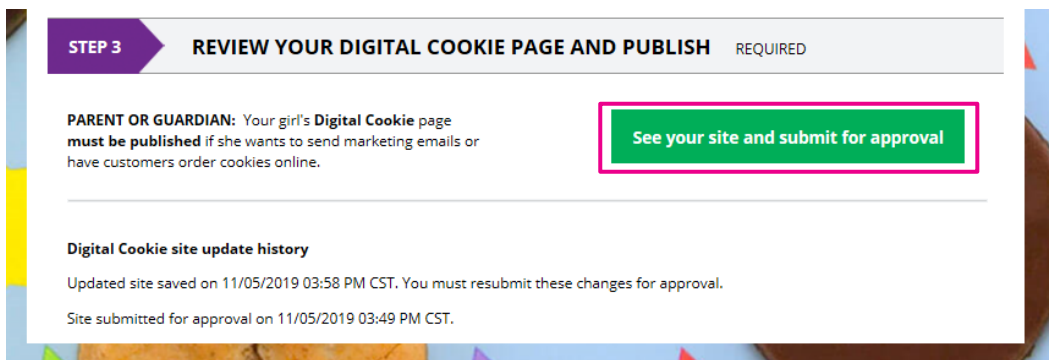 STEP 3 REVIEW YOUR DIGITAL COOKIE PAGE AND PUBLISH REQUIRED
PARENT OR GUARDIAN: Your girl's Digital Cookie page
must be published if she wants to send marketing emails or
have customers order cookies online.
See your site and submit for approval
Digital Cookie site update history
Updated site saved on 11/05/2019 03:58 PM CST. You must resubmit these changes for approval.
Site submitted for approval on 11/05/2019 03:49 PM CST.